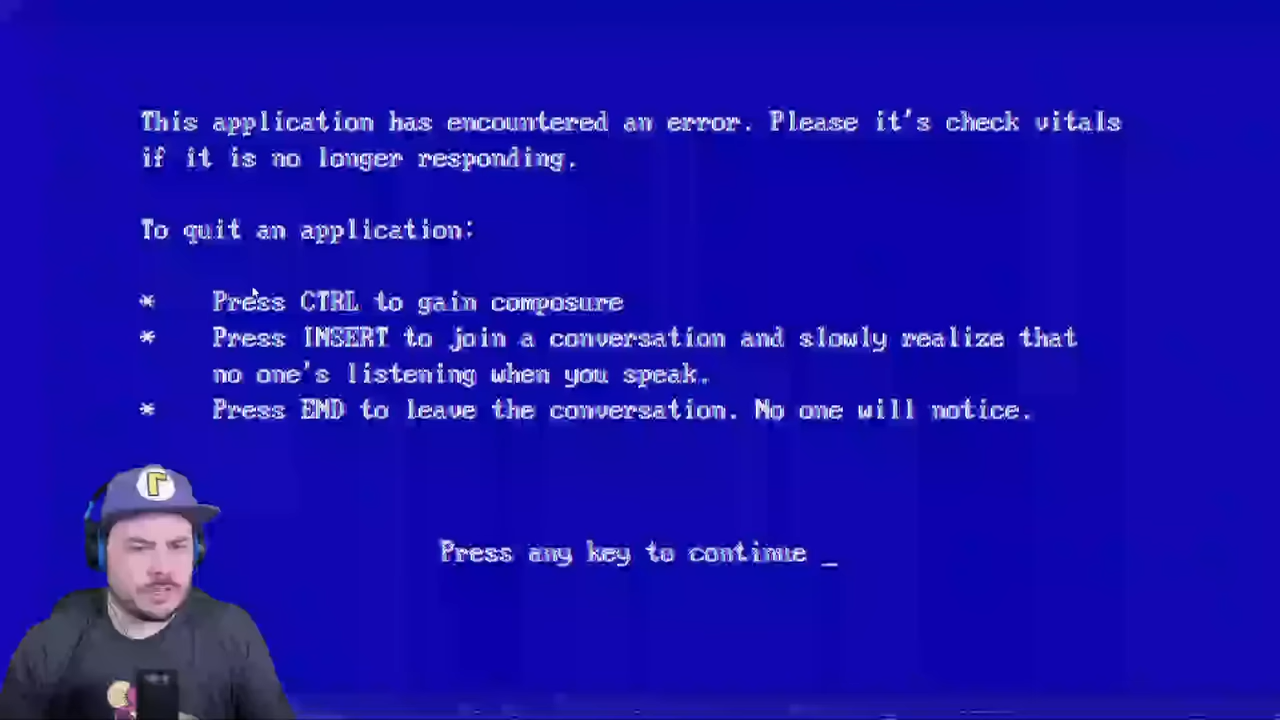 This application has encountered an error. Please it's check vitals
if it is no longer responding.
To quit an application:
* Press CTRL to gain composure
* Press INSERT to join a conversation and slowly realize that
no one's listening when you speak.
* Press END to leave the conversation. No one will notice.
Press any key to continue _